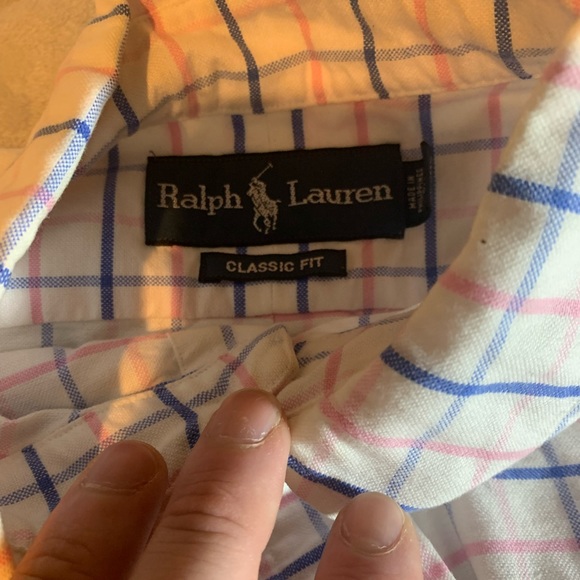 Ralph Lauren
CLASSIC FIT
L
MADE IN